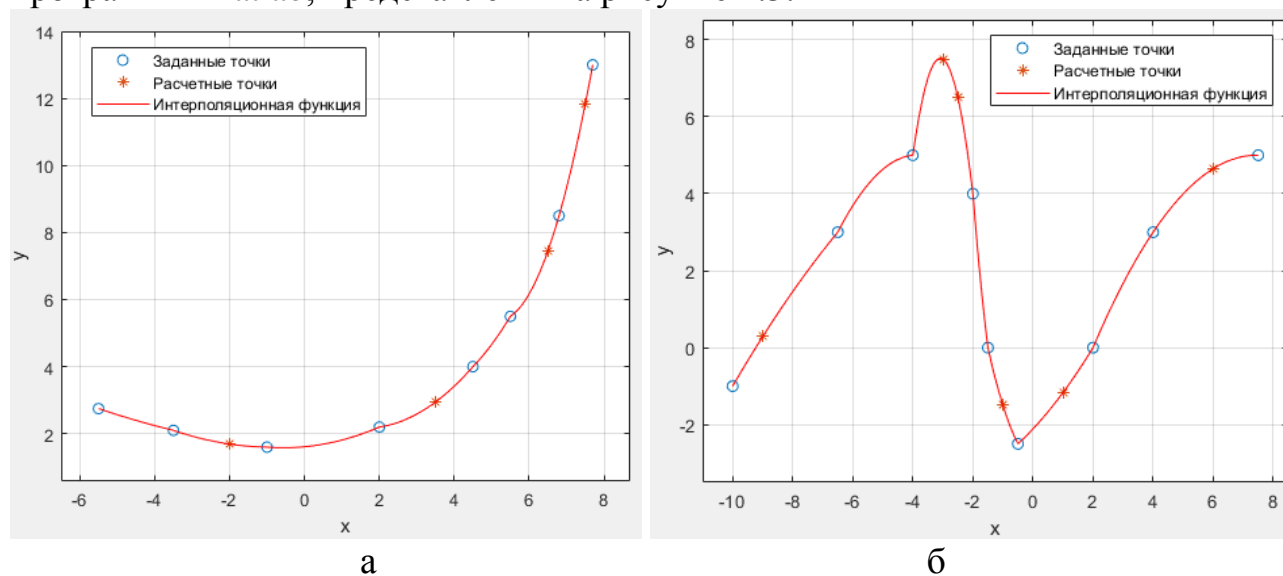 14
12
10
8
6
4
2
-6 -4 -2 0 2 4 6 8
x
y
Заданные точки
Расчетные точки
Интерполяционная функция
а
8
6
4
2
0
-2
-10 -8 -6 -4 -2 0 2 4 6 8
x
y
Заданные точки
Расчетные точки
Интерполяционная функция
б